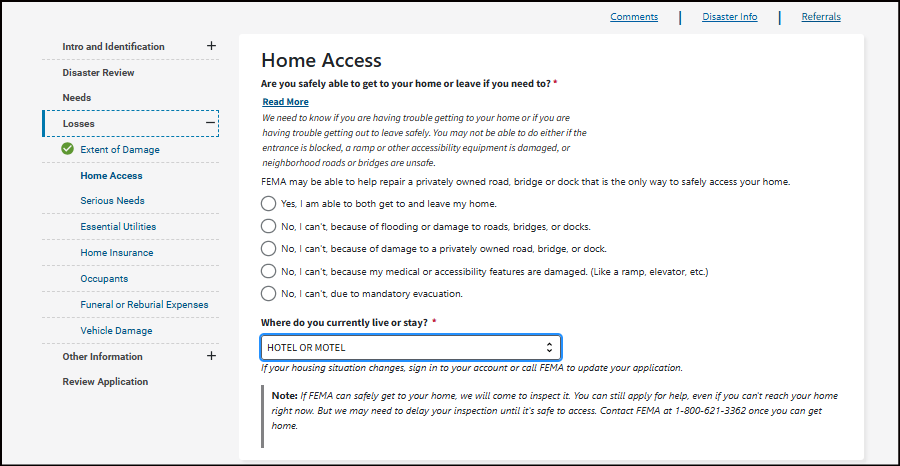 Comments | Disaster Info | Referrals
Intro and Identification +
Disaster Review
Needs
Losses –
Extent of Damage
Home Access
Serious Needs
Essential Utilities
Home Insurance
Occupants
Funeral or Reburial Expenses
Vehicle Damage
Other Information +
Review Application
Home Access
Are you safely able to get to your home or leave if you need to? *
Read More
We need to know if you are having trouble getting to your home or if you are
having trouble getting out to leave safely. You may not be able to do either if the
entrance is blocked, a ramp or other accessibility equipment is damaged, or
neighborhood roads or bridges are unsafe.
FEMA may be able to help repair a privately owned road, bridge or dock that is the only way to safely access your home.
Yes, I am able to both get to and leave my home.
No, I can't, because of flooding or damage to roads, bridges, or docks.
No, I can't, because of damage to a privately owned road, bridge, or dock.
No, I can't, because my medical or accessibility features are damaged. (Like a ramp, elevator, etc.)
No, I can't, due to mandatory evacuation.
Where do you currently live or stay? *
HOTEL OR MOTEL
If your housing situation changes, sign in to your account or call FEMA to update your application.
Note: If FEMA can safely get to your home, we will come to inspect it. You can still apply for help, even if you can't reach your home
right now. But we may need to delay your inspection until it's safe to access. Contact FEMA at 1-800-621-3362 once you can get
home.